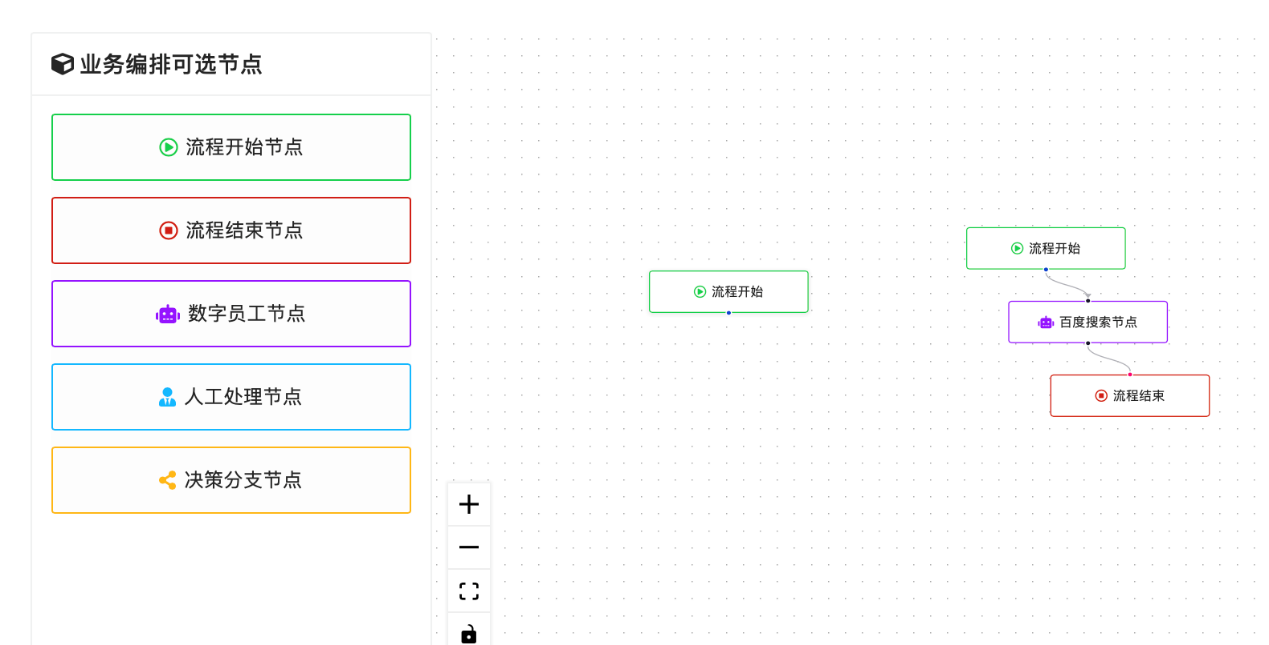 业务编排可选节点
流程开始节点
流程结束节点
数字员工节点
人工处理节点
决策分支节点
流程开始
流程开始
百度搜索节点
流程结束